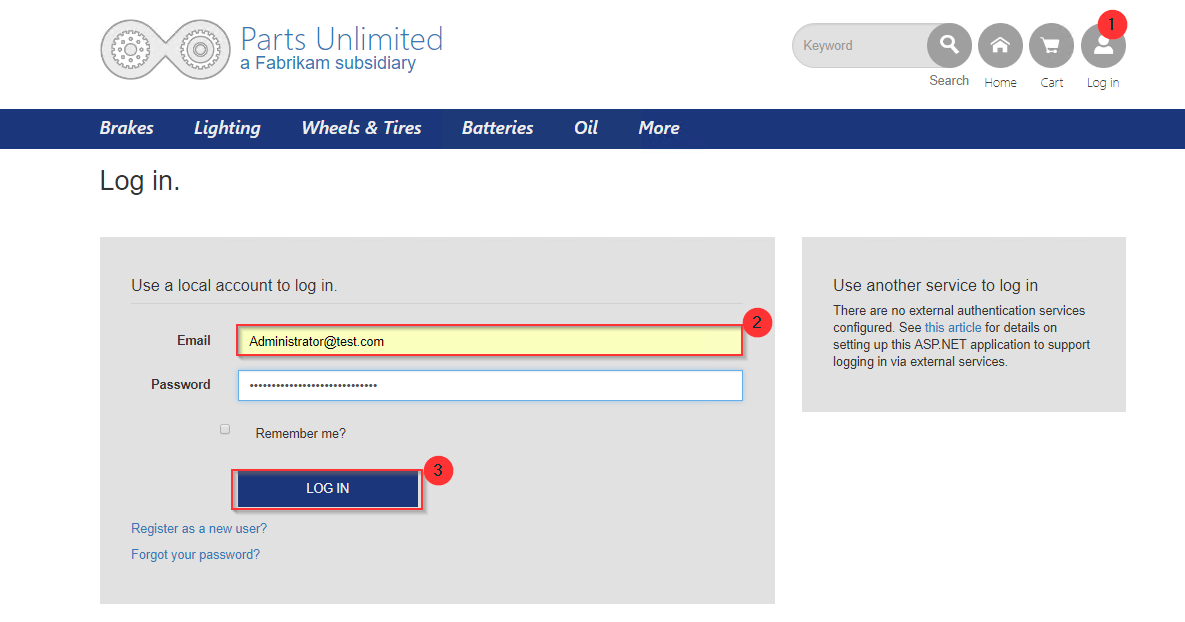 Parts Unlimited
a Fabrikam subsidiary
Keyword
1
Search
Home
Cart
Log in
Brakes
Lighting
Wheels & Tires
Batteries
Oil
More
Log in.
Use a local account to log in.
2
Email
Administrator@test.com
Password
•••••••••••••••••••••••••••••
Remember me?
3
LOG IN
Register as a new user?
Forgot your password?
Use another service to log in
There are no external authentication services
configured. See this article for details on
setting up this ASP.NET application to support
logging in via external services.